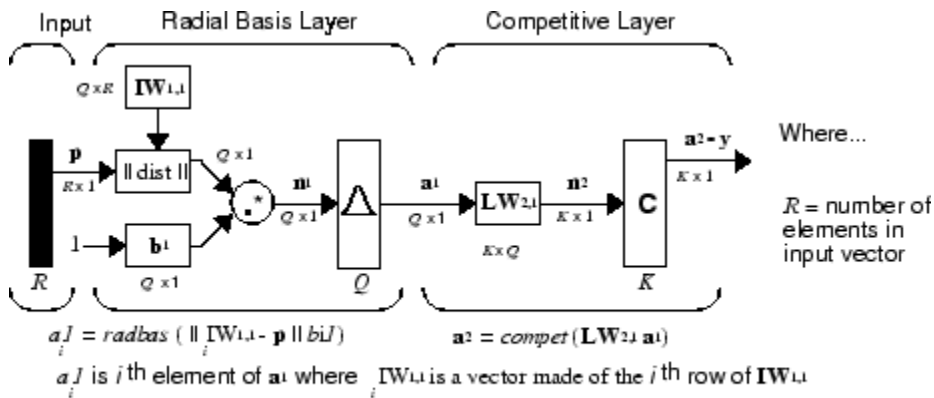 Input
Radial Basis Layer
Competitive Layer
Q x R
IW1,1
p
R x 1
|| dist ||
Q x 1
.*
n1
Q x 1
a1
Q x 1
LW2,1
K x Q
n2
K x 1
C
a2 = y
K x 1
1
b1
Q x 1
R
Q
K
Where...
R = number of
elements in
input vector
ai1 = radbas ( || iIW1,1 - p || bi1)
a2 = compet (LW2,1 a1)
ai1 is i th element of a1 where iIW1,1 is a vector made of the i th row of IW1,1